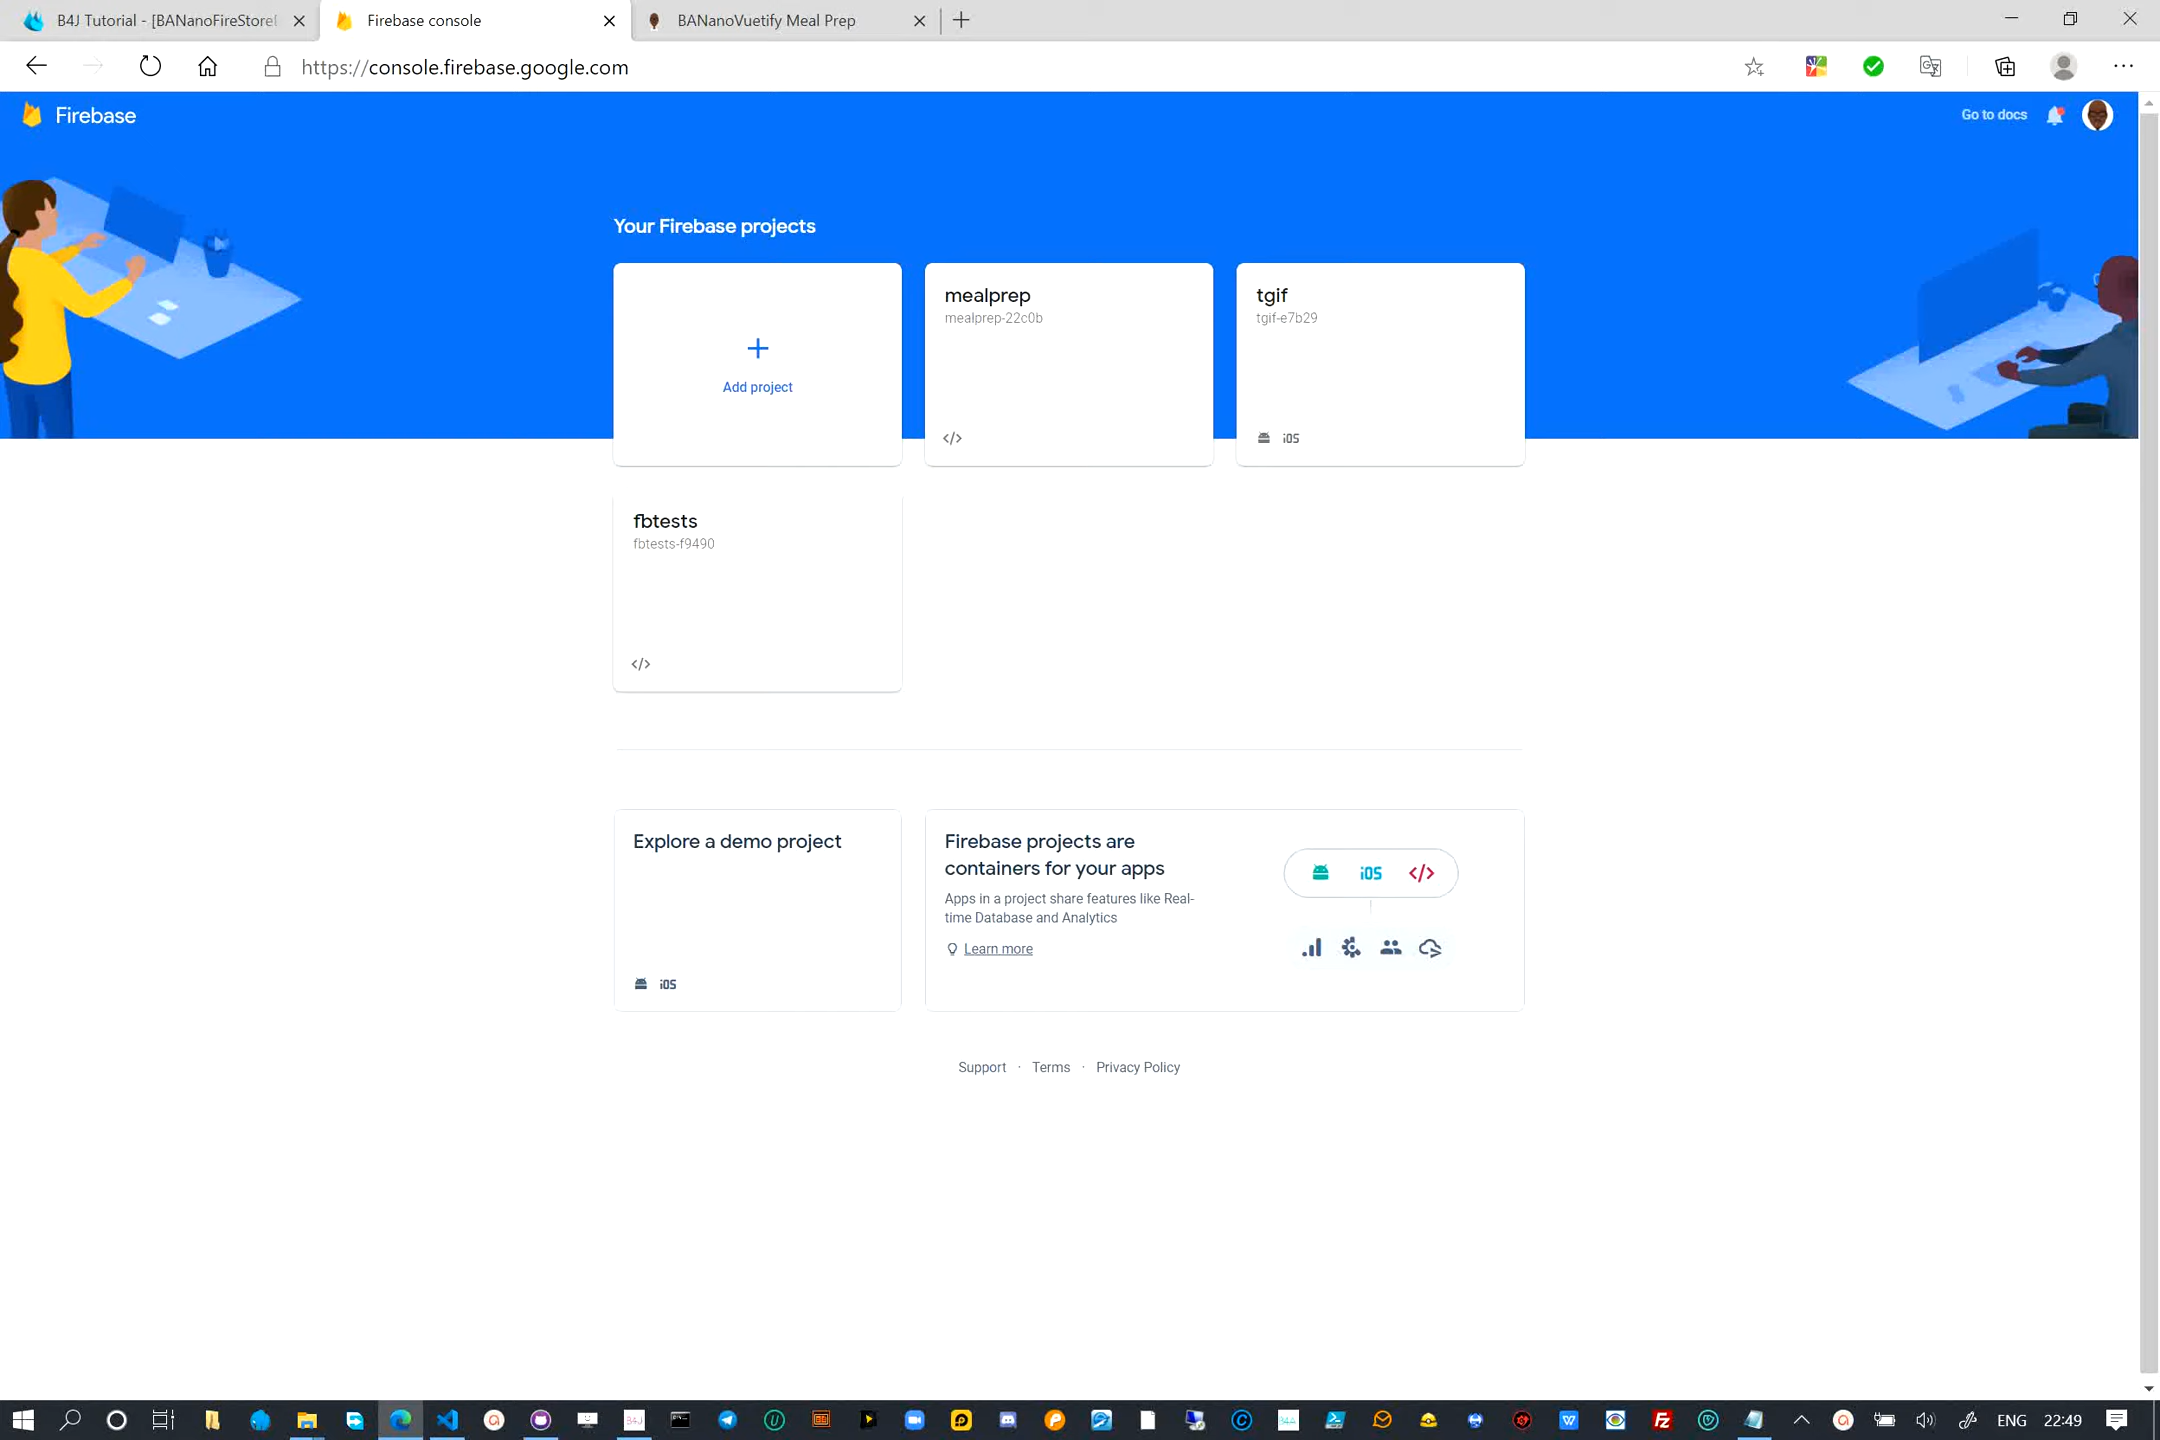 B4J Tutorial - [BANanoFireStore
Firebase console
BANanoVuetify Meal Prep
https://console.firebase.google.com
Firebase
Go to docs
Your Firebase projects
Add project
mealprep
mealprep-22c0b
</>
tgif
tgif-e7b29
iOS
fbtests
fbtests-f9490
</>
Explore a demo project
iOS
Firebase projects are
containers for your apps
Apps in a project share features like Real-
time Database and Analytics
Learn more
iOS </>
Support · Terms · Privacy Policy
B4J
B4A
ENG 22:49